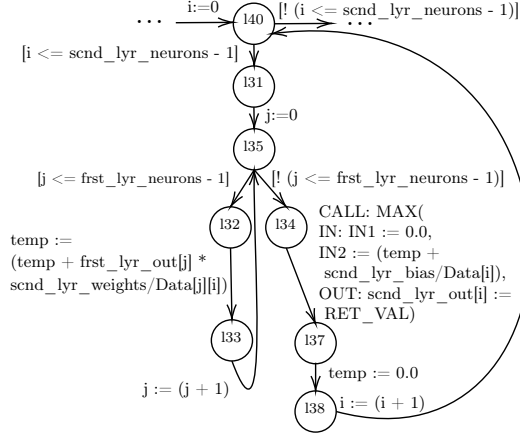 i:=0
[! (i <= scnd_lyr_neurons - 1)]
... l40 ...
[i <= scnd_lyr_neurons - 1]
l31
j:=0
l35
[j <= frst_lyr_neurons - 1] [! (j <= frst_lyr_neurons - 1)]
l32 l34
temp :=
(temp + frst_lyr_out[j] *
scnd_lyr_weights/Data[j][i])
CALL: MAX(
IN: IN1 := 0.0,
IN2 := (temp +
scnd_lyr_bias/Data[i]),
OUT: scnd_lyr_out[i] :=
RET_VAL)
l33 l37
j := (j + 1)
temp := 0.0
l38 i := (i + 1)